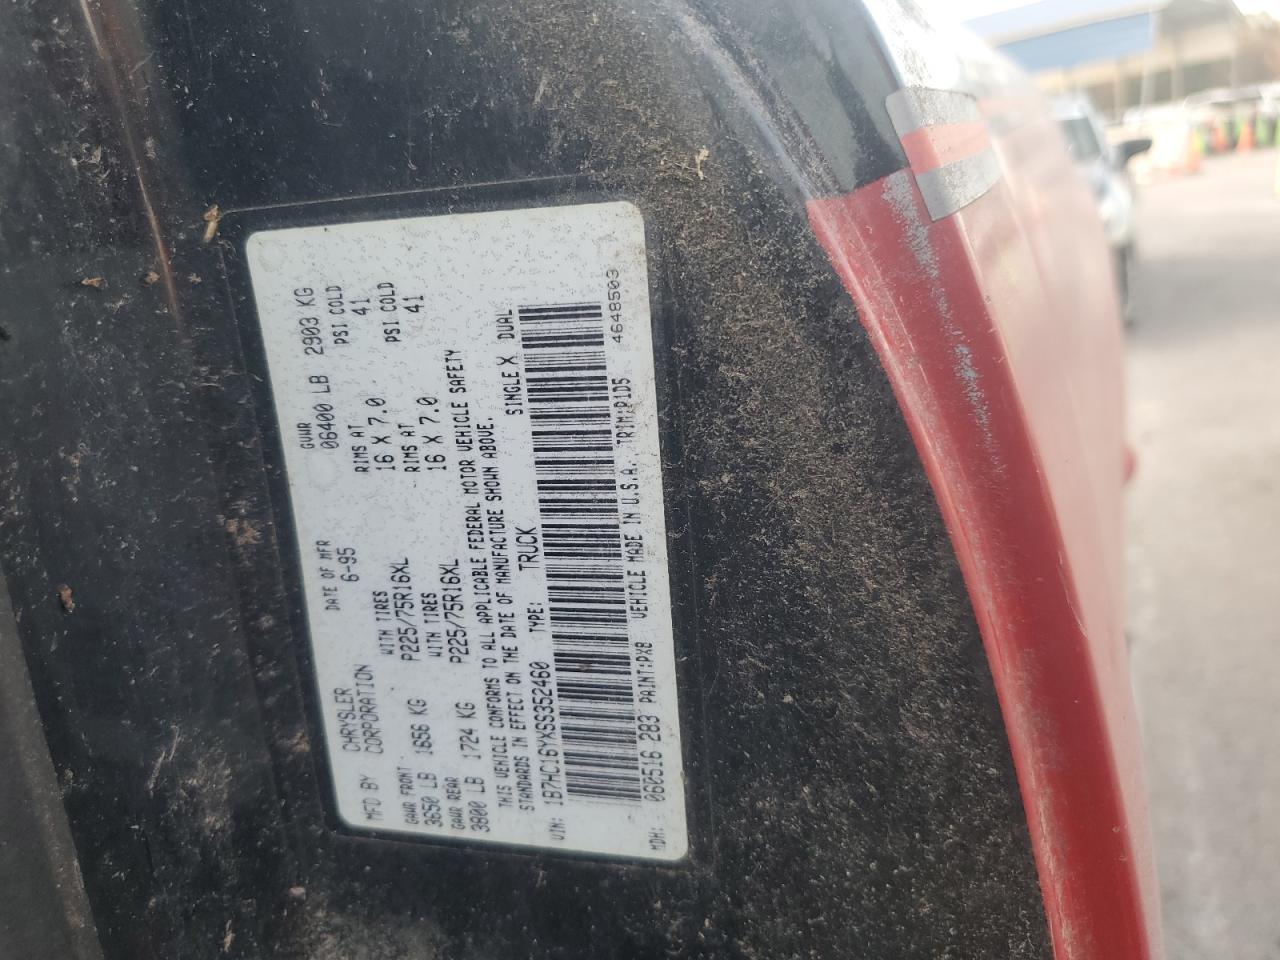 MFD BY CHRYSLER CORPORATION
DATE OF MFR 6-95
GVWR 06400 LB 2903 KG
GAWR FRONT 3650 LB 1656 KG WITH TIRES P225/75R16XL RIMS AT 16 X 7.0 PSI COLD 41
GAWR REAR 3800 LB 1724 KG WITH TIRES P225/75R16XL RIMS AT 16 X 7.0 PSI COLD 41
THIS VEHICLE CONFORMS TO ALL APPLICABLE FEDERAL MOTOR VEHICLE SAFETY
STANDARDS IN EFFECT ON THE DATE OF MANUFACTURE SHOWN ABOVE.
VIN: 1B7HC16YXSS352460 TYPE: TRUCK SINGLE X DUAL
MDH: 060516 283 PAINT:PX8 VEHICLE MADE IN U.S.A. TRIM:P1D5 4648503